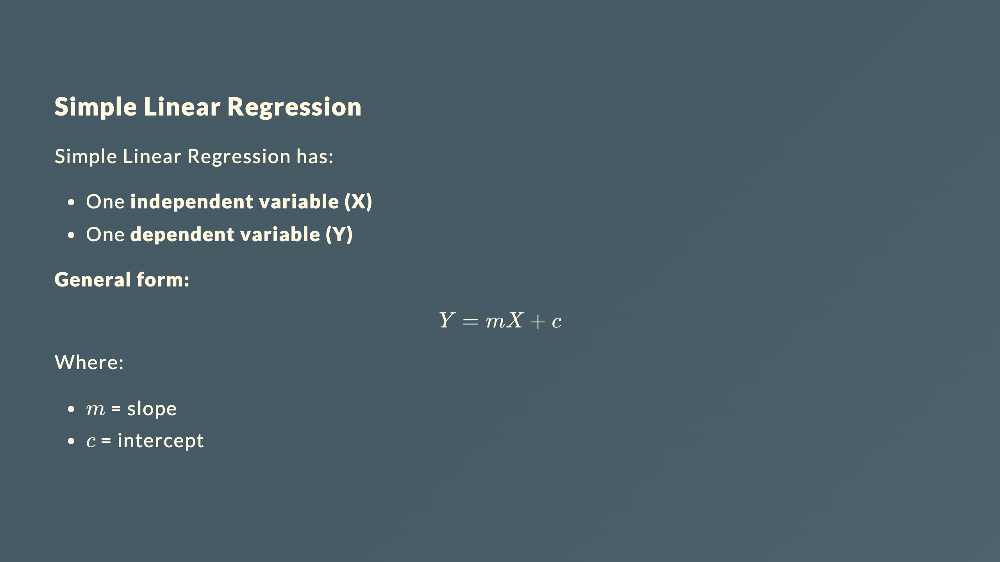 Simple Linear Regression
Simple Linear Regression has:
• One independent variable (X)
• One dependent variable (Y)
General form:
Y = mX + c
Where:
• m = slope
• c = intercept